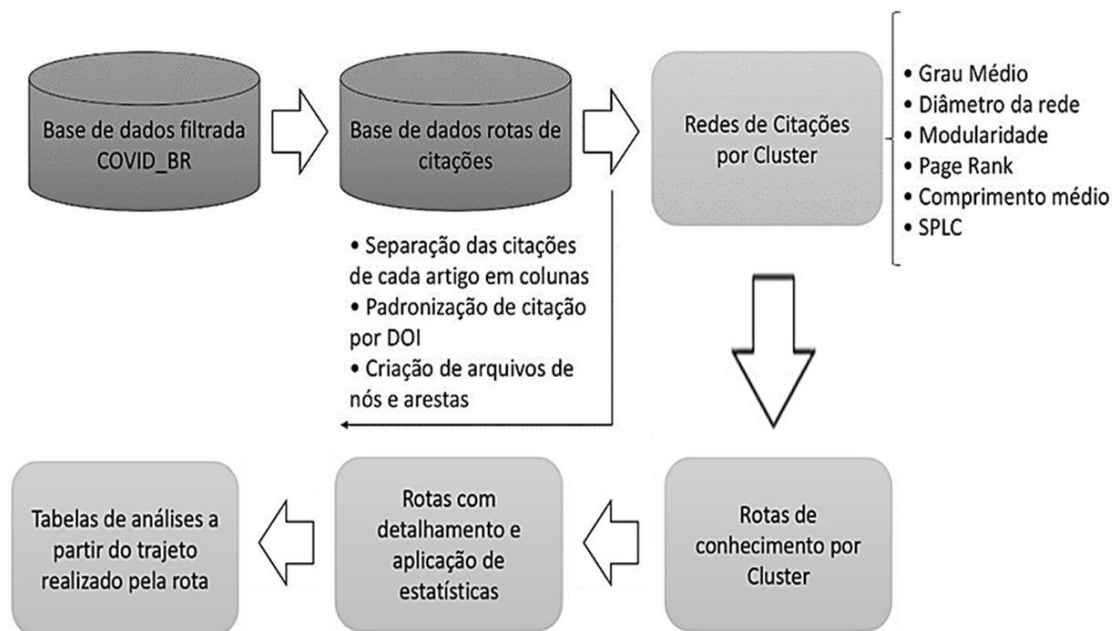 Base de dados filtrada
COVID_BR
Base de dados rotas de
citações
Redes de Citações
por Cluster
• Grau Médio
• Diâmetro da rede
• Modularidade
• Page Rank
• Comprimento médio
• SPLC
• Separação das citações
de cada artigo em colunas
• Padronização de citação
por DOI
• Criação de arquivos de
nós e arestas
Rotas de
conhecimento por
Cluster
Rotas com
detalhamento e
aplicação de
estatísticas
Tabelas de análises a
partir do trajeto
realizado pela rota